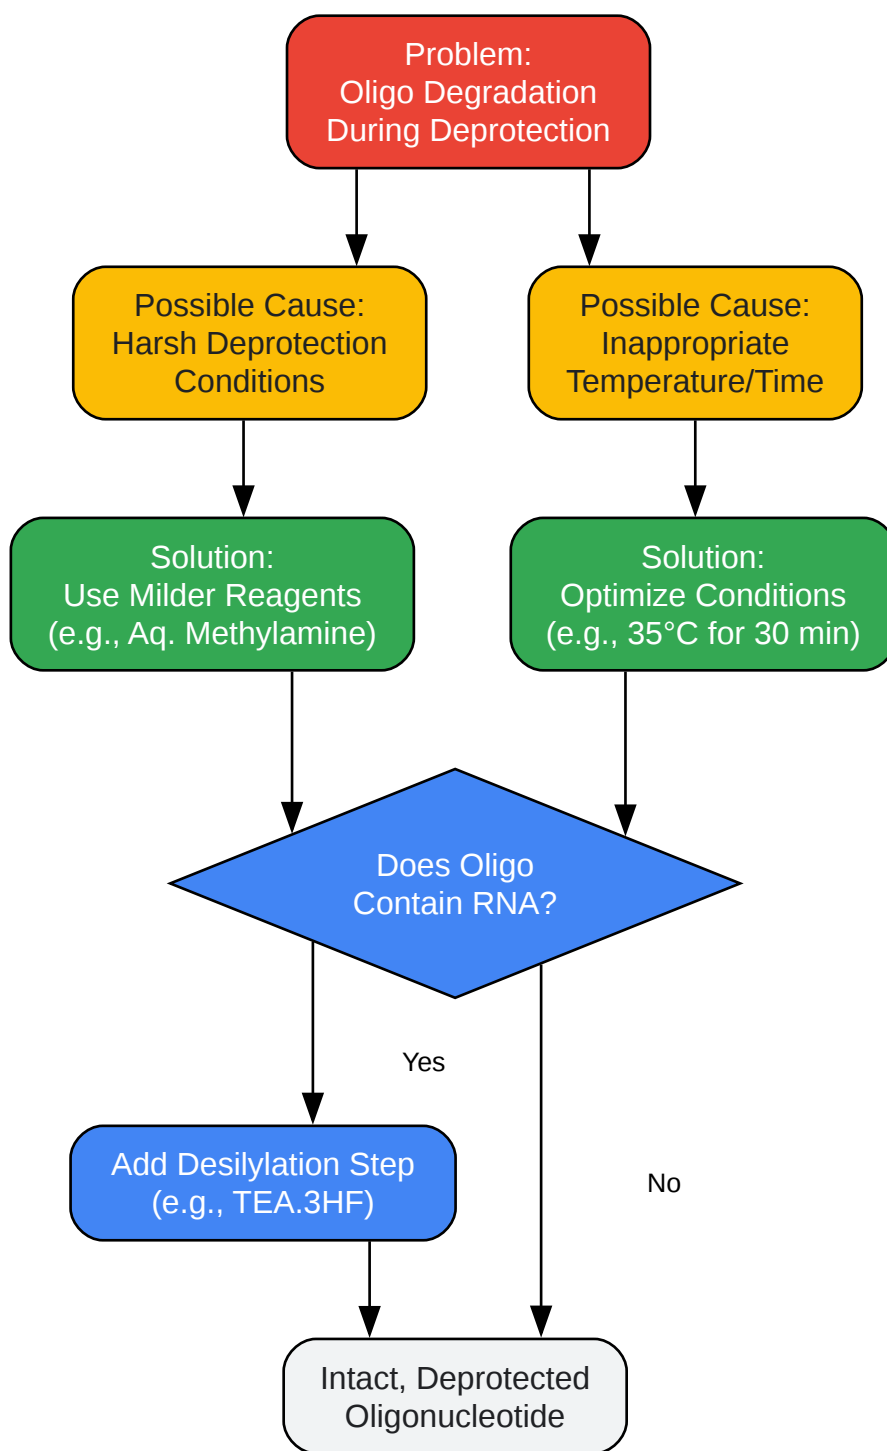 Problem:
Oligo Degradation
During Deprotection
Possible Cause:
Harsh Deprotection
Conditions
Possible Cause:
Inappropriate
Temperature/Time
Solution:
Use Milder Reagents
(e.g., Aq. Methylamine)
Solution:
Optimize Conditions
(e.g., 35°C for 30 min)
Does Oligo
Contain RNA?
Yes
Add Desilylation Step
(e.g., TEA.3HF)
No
Intact, Deprotected
Oligonucleotide